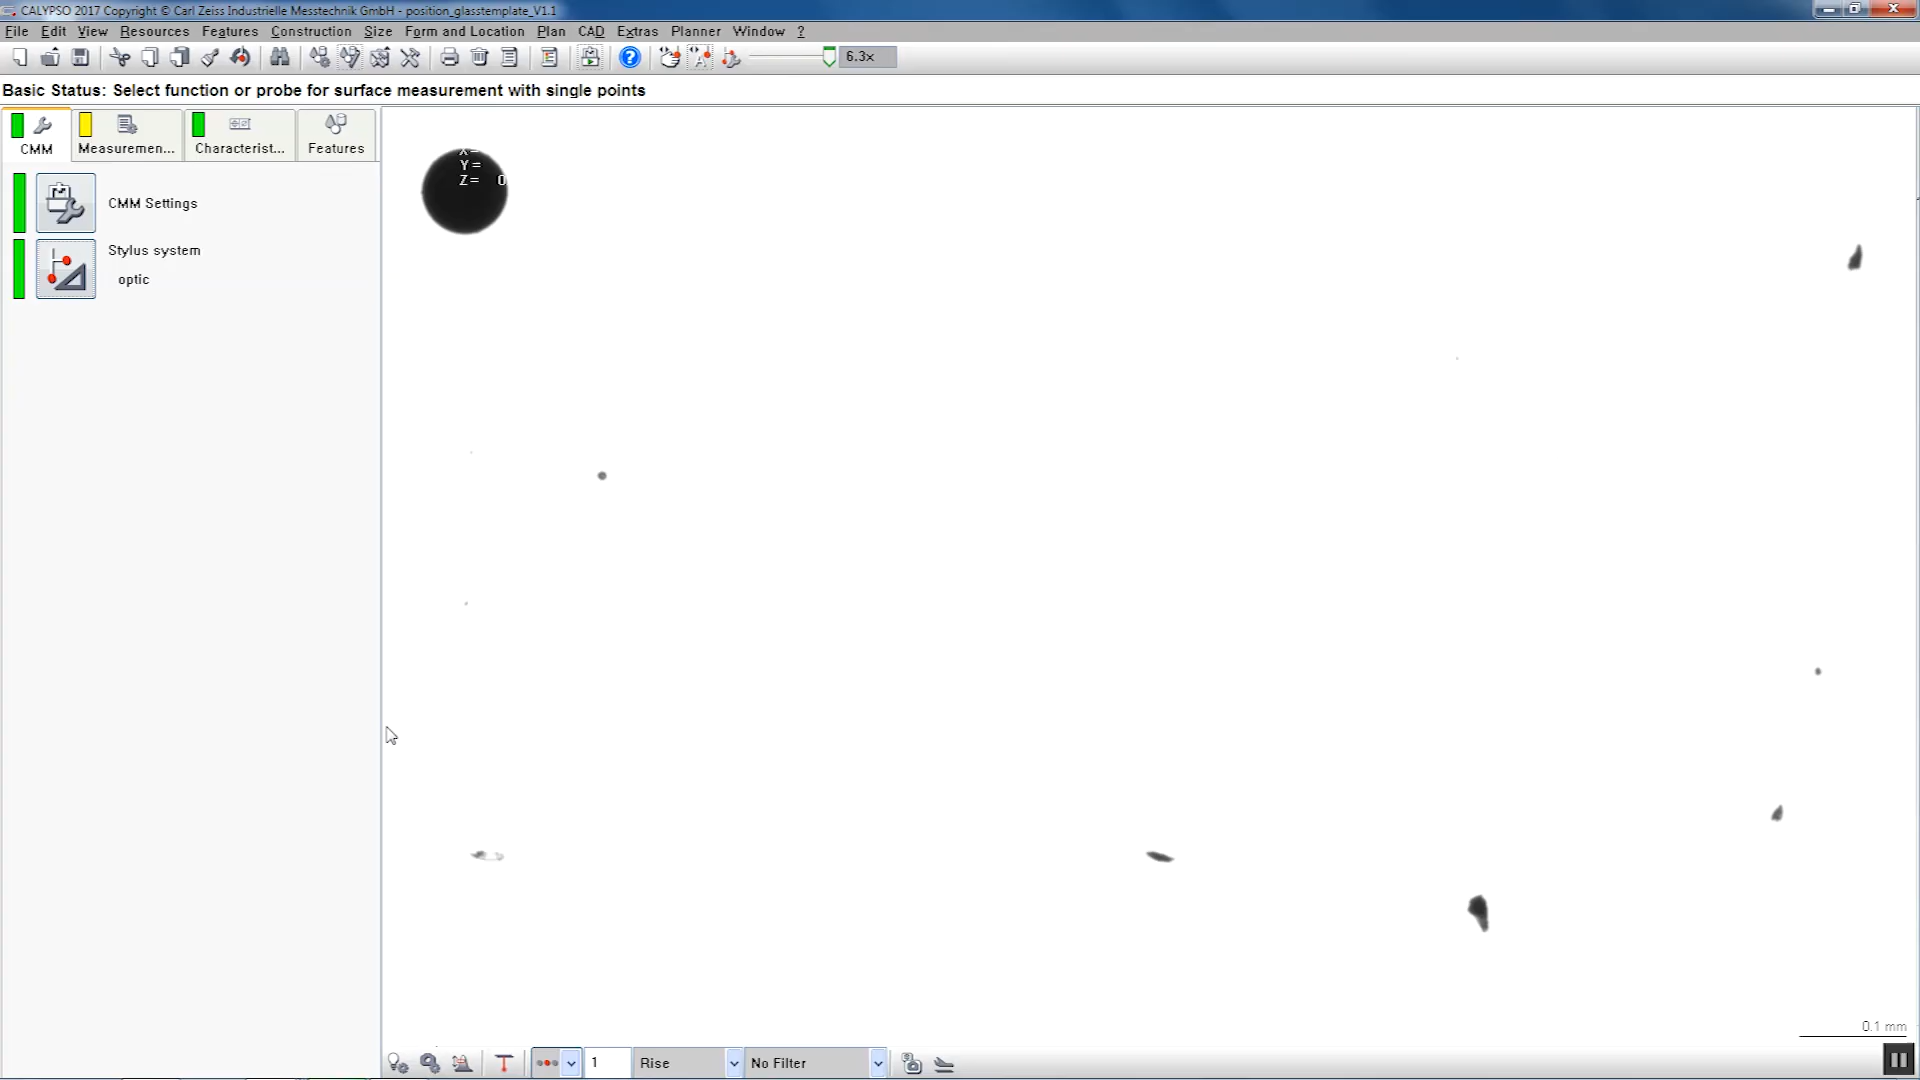 CALYPSO 2017 Copyright © Carl Zeiss Industrielle Messtechnik GmbH - position_glasstemplate_V1.1
File Edit View Resources Features Construction Size Form and Location Plan CAD Extras Planner Window ?
6.3x
Basic Status: Select function or probe for surface measurement with single points
CMM Measuremen... Characterist... Features
X=
Y=
Z= 0
CMM Settings
Stylus system
optic
0.1 mm
1 Rise No Filter